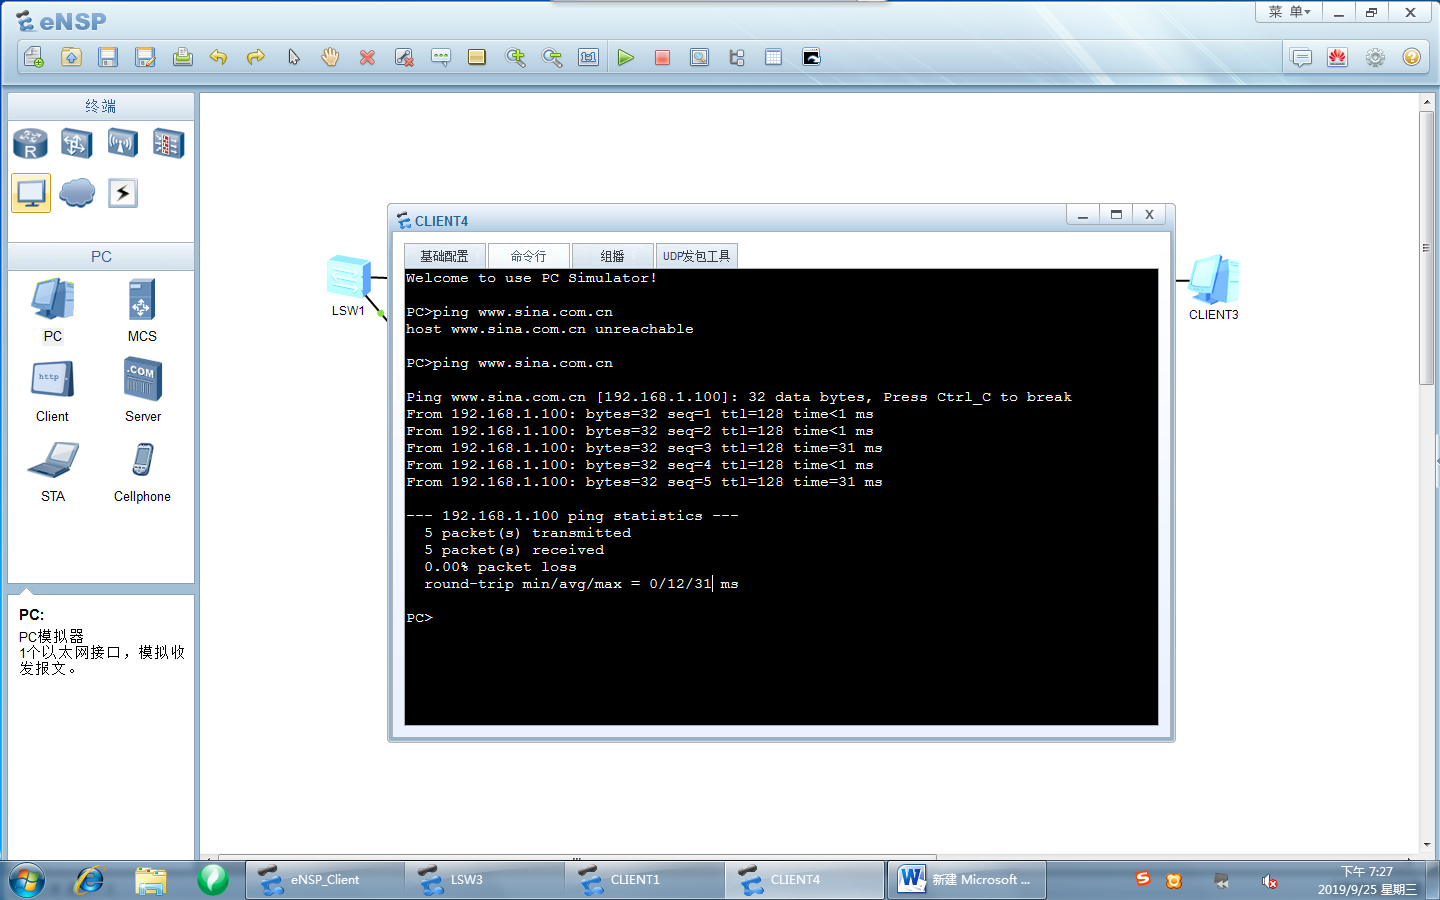 eNSP
菜 单
终端
R
PC
PC
MCS
http
.COM
Client
Server
STA
Cellphone
PC:
PC模拟器
1个以太网接口，模拟收
发报文。
LSW1
CLIENT3
CLIENT4
基础配置
命令行
组播
UDP发包工具
Welcome to use PC Simulator!
PC>ping www.sina.com.cn
host www.sina.com.cn unreachable
PC>ping www.sina.com.cn
Ping www.sina.com.cn [192.168.1.100]: 32 data bytes, Press Ctrl_C to break
From 192.168.1.100: bytes=32 seq=1 ttl=128 time<1 ms
From 192.168.1.100: bytes=32 seq=2 ttl=128 time<1 ms
From 192.168.1.100: bytes=32 seq=3 ttl=128 time=31 ms
From 192.168.1.100: bytes=32 seq=4 ttl=128 time<1 ms
From 192.168.1.100: bytes=32 seq=5 ttl=128 time=31 ms
--- 192.168.1.100 ping statistics ---
5 packet(s) transmitted
5 packet(s) received
0.00% packet loss
round-trip min/avg/max = 0/12/31 ms
PC>
eNSP_Client
LSW3
CLIENT1
CLIENT4
新建 Microsoft ...
下午 7:27
2019/9/25 星期三